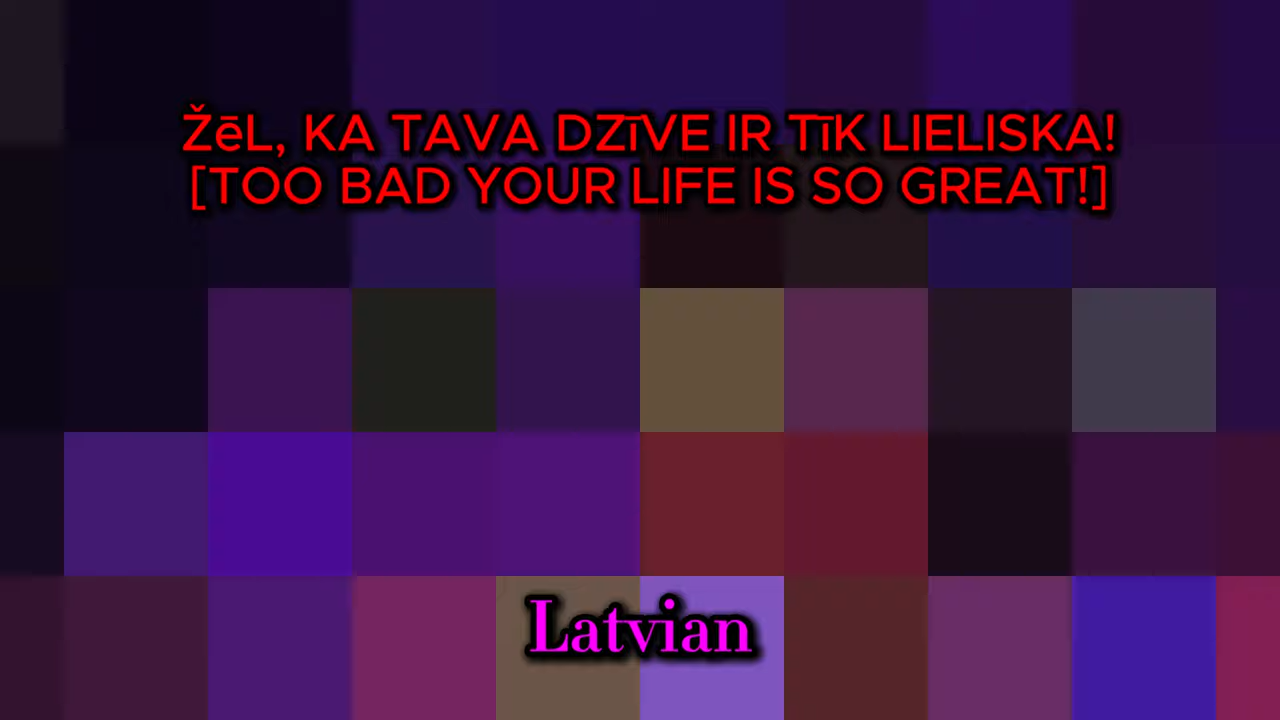 ŽēL, KA TAVA DZīVE IR TīK LIELISKA!
[TOO BAD YOUR LIFE IS SO GREAT!]
Latvian